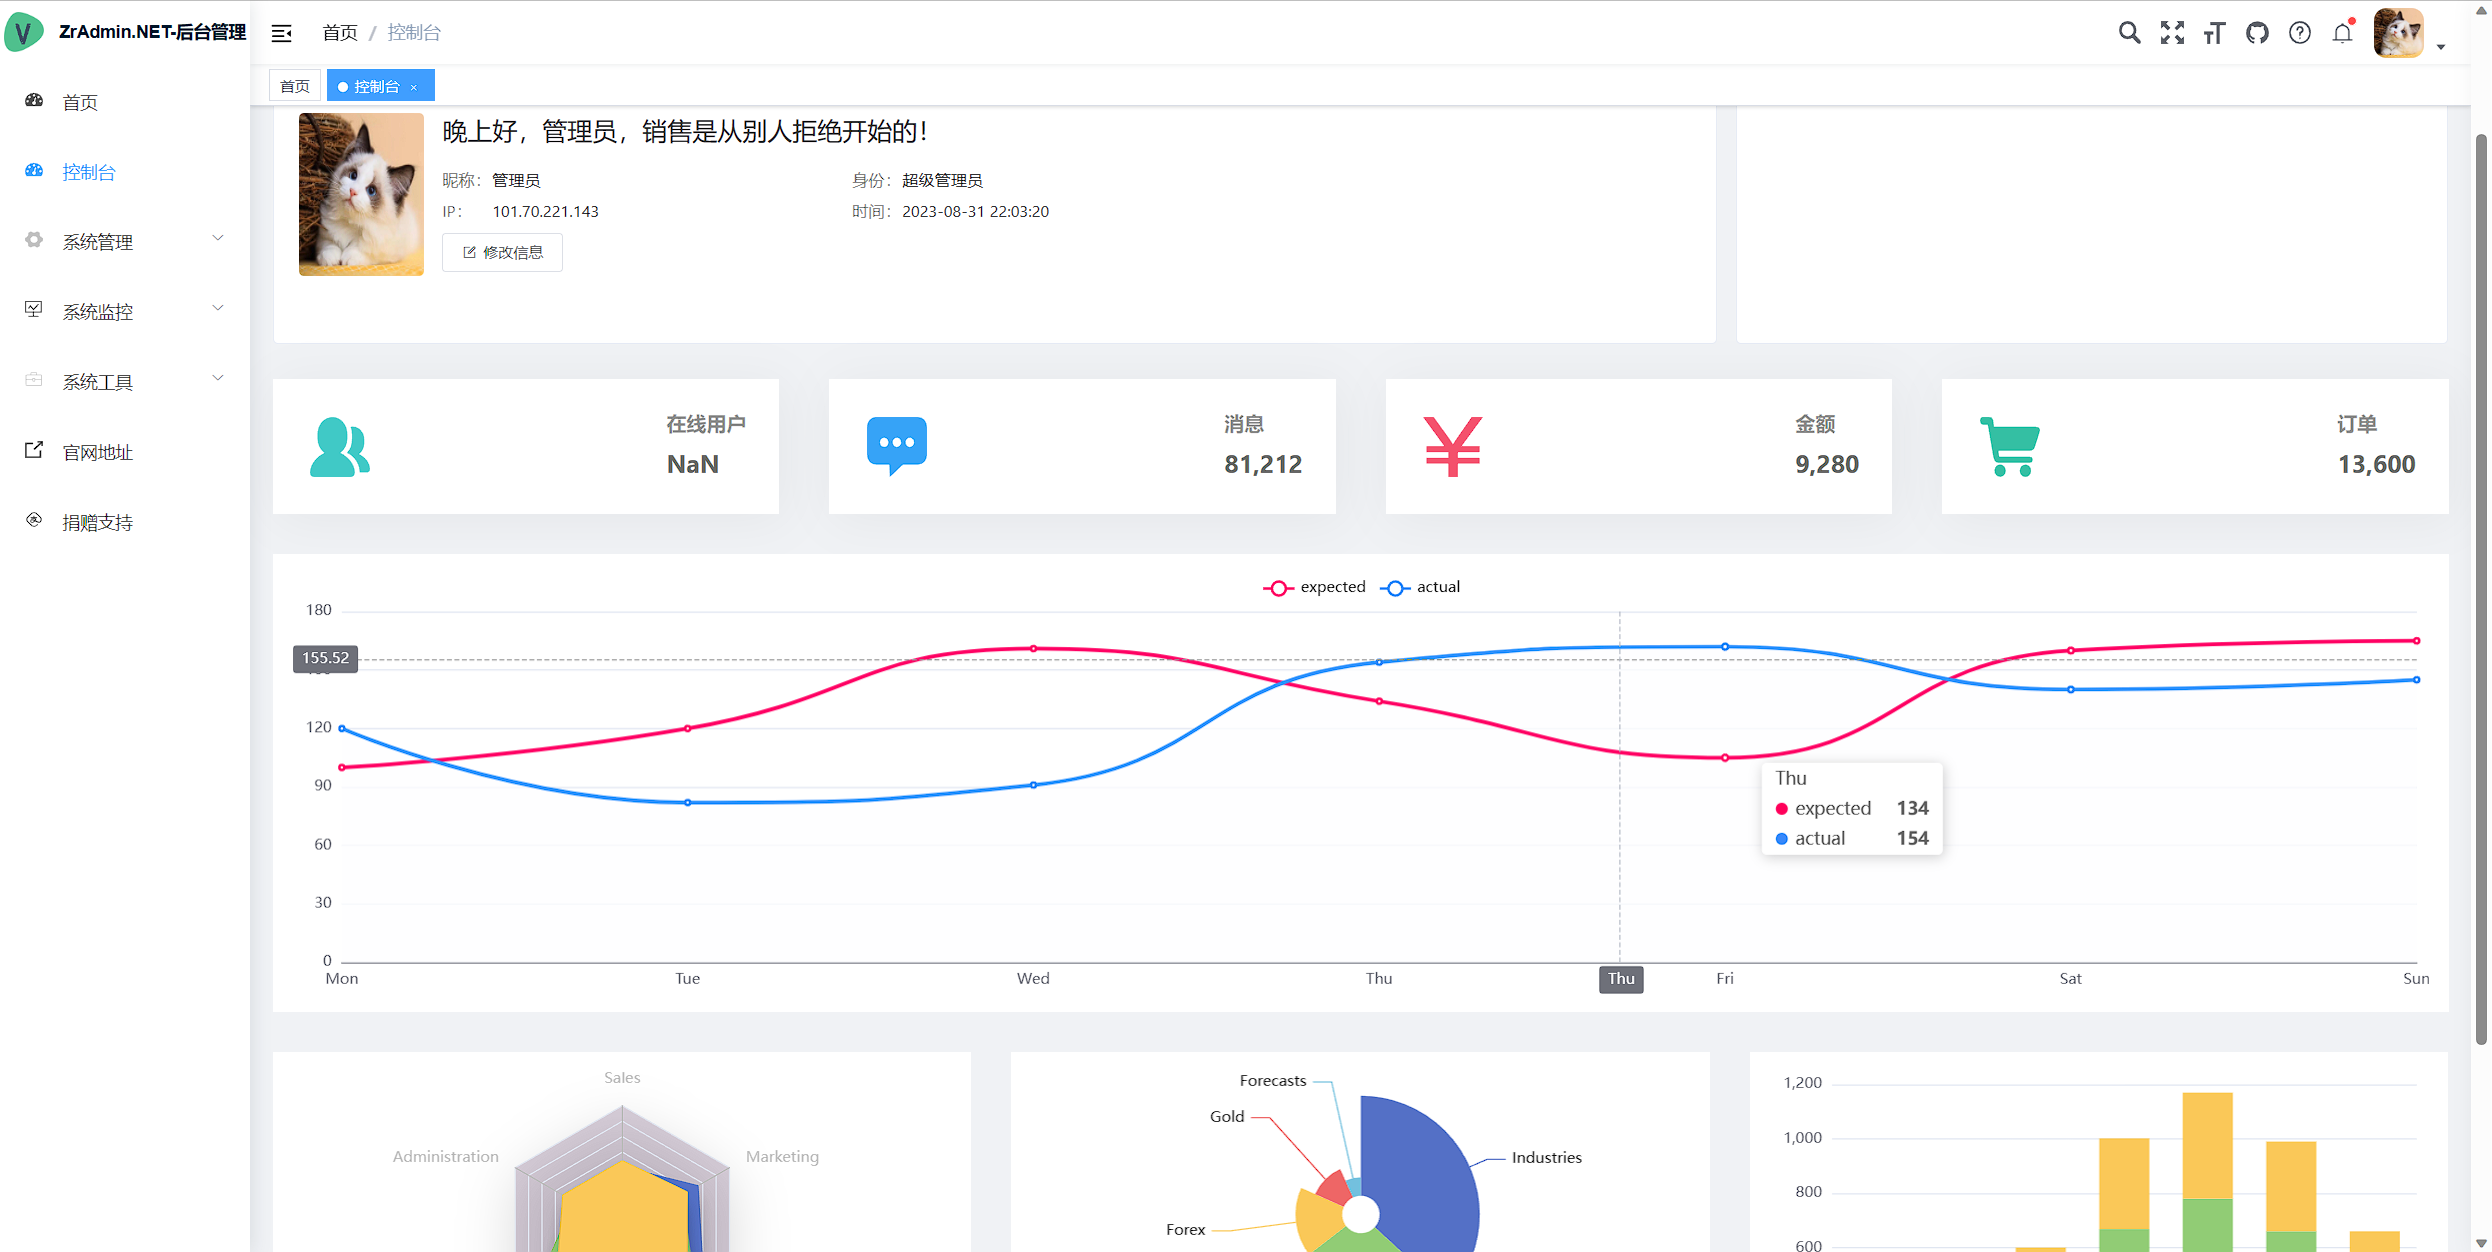 ZrAdmin.NET-后台管理
首页 / 控制台
首页
控制台 ×
首页
控制台
系统管理
系统监控
系统工具
官网地址
捐赠支持
晚上好，管理员，销售是从别人拒绝开始的！
昵称： 管理员
身份： 超级管理员
IP： 101.70.221.143
时间： 2023-08-31 22:03:20
修改信息
在线用户
NaN
消息
81,212
¥
金额
9,280
订单
13,600
expected actual
180
155.52
120
90
60
30
0
Mon Tue Wed Thu Thu Fri Sat Sun
Thu
expected 134
actual 154
Sales
Administration
Marketing
Forecasts
Gold
Industries
Forex
1,200
1,000
800
600